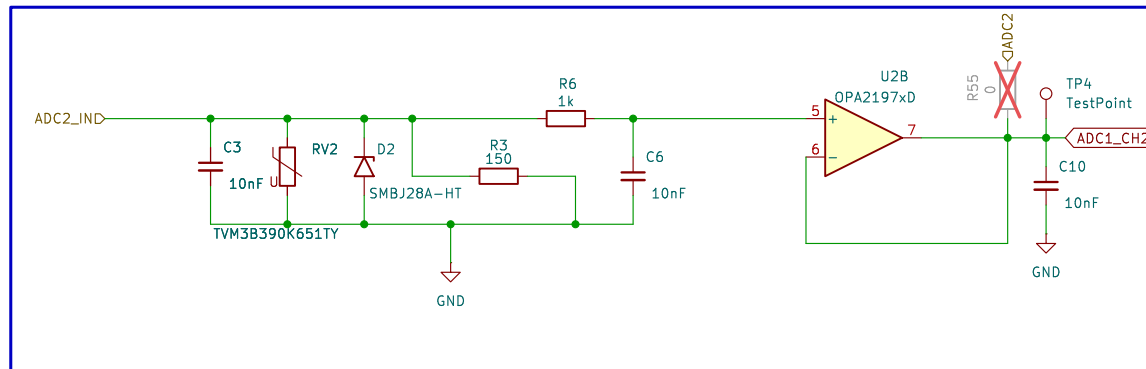 ADC2
R55
0
TP4
TestPoint
U2B
OPA2197xD
R6
1k
ADC2_IN
5
+
7
ADC1_CH2
6
−
C3
10nF
RV2
U
D2
SMBJ28A-HT
R3
150
C6
10nF
C10
10nF
TVM3B390K651TY
GND
GND